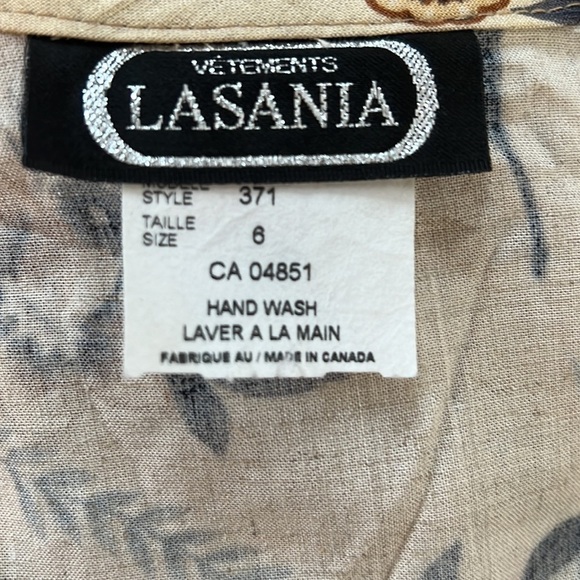 VÊTEMENTS
LASANIA
STYLE 371
TAILLE
SIZE 6
CA 04851
HAND WASH
LAVER A LA MAIN
FABRIQUE AU / MADE IN CANADA